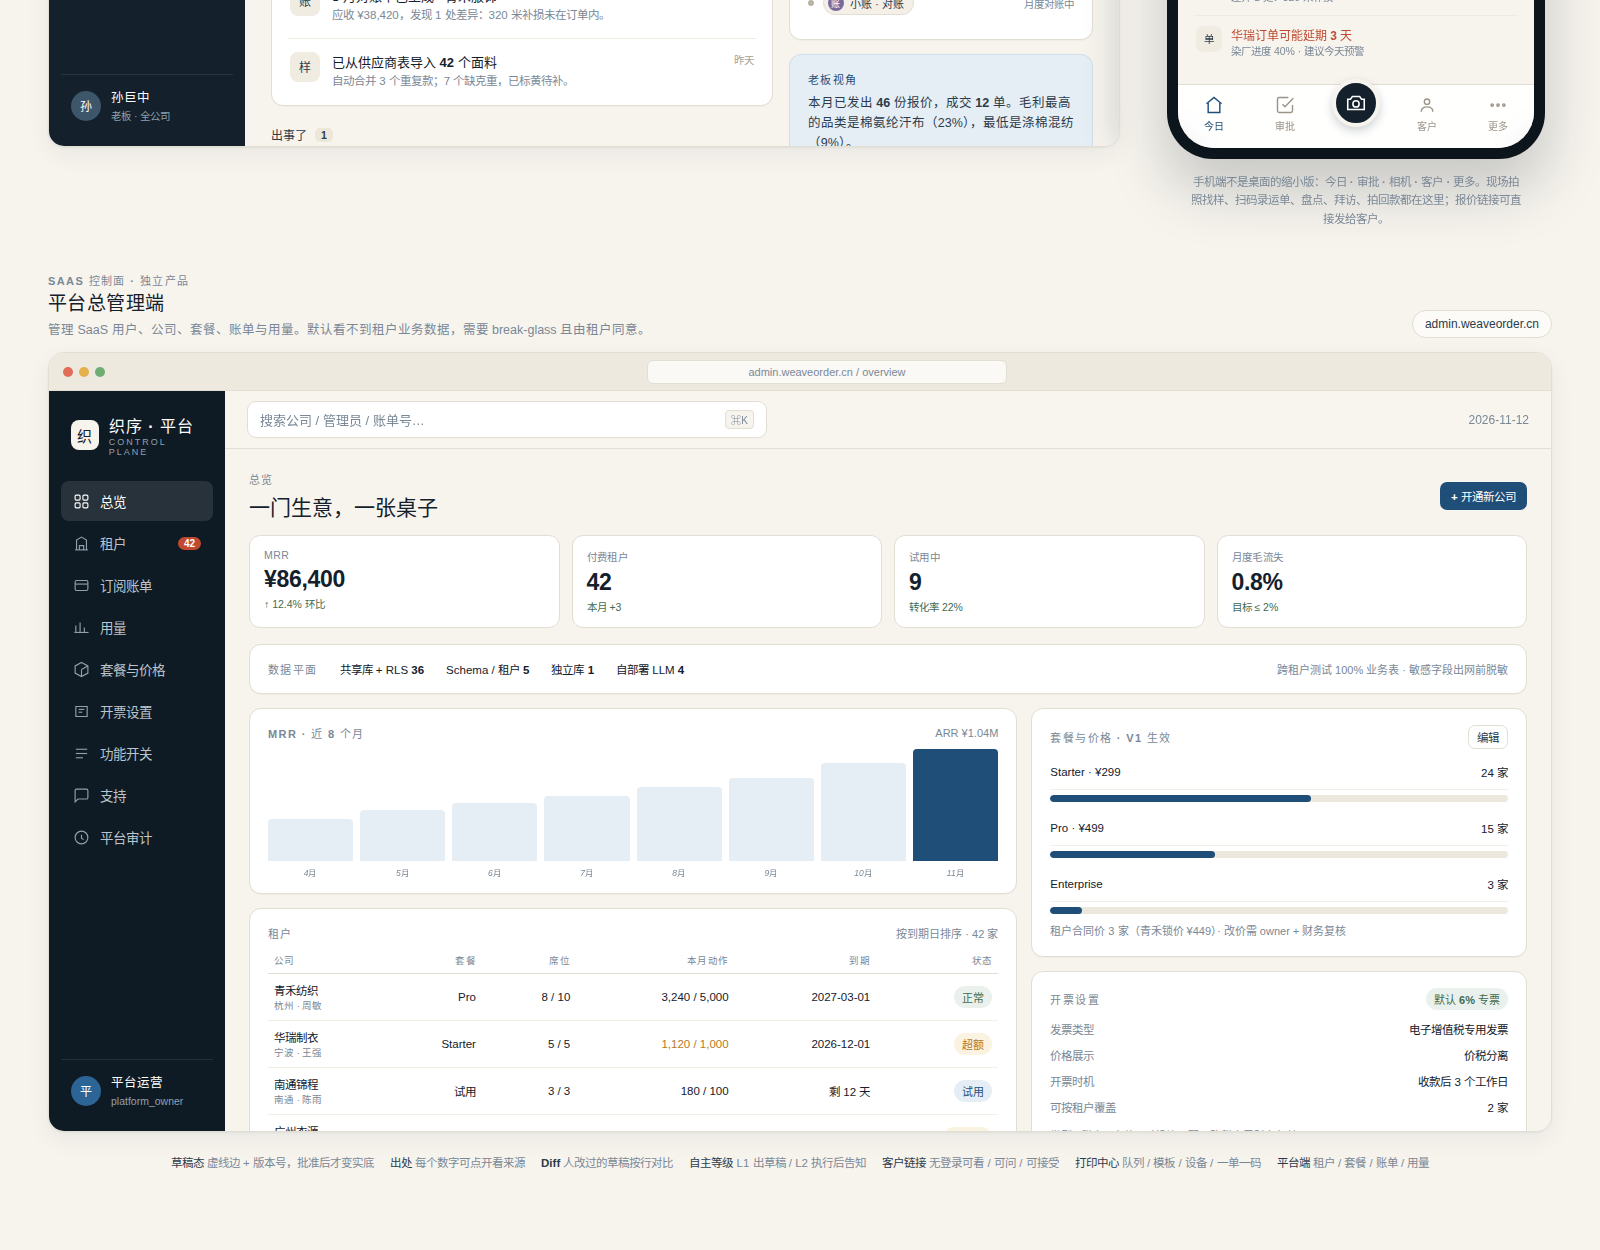 应收 ¥38,420，发现 1 处差异：320 米补损未在订单内。
样
已从供应商表导入 42 个面料
昨天
自动合并 3 个重复款；7 个缺克重，已标黄待补。
出事了 1
孙
孙巨中
老板 · 全公司
账 小账 · 对账
月度对账中
老板视角
本月已发出 46 份报价，成交 12 单。毛利最高
的品类是棉氨纶汗布（23%），最低是涤棉混纺
（9%）。
单
华瑞订单可能延期 3 天
染厂进度 40% · 建议今天预警
今日
审批
客户
更多
手机端不是桌面的缩小版：今日 · 审批 · 相机 · 客户 · 更多。现场拍
照找样、扫码录运单、盘点、拜访、拍回款都在这里；报价链接可直
接发给客户。
SAAS 控制面 · 独立产品
平台总管理端
管理 SaaS 用户、公司、套餐、账单与用量。默认看不到租户业务数据，需要 break-glass 且由租户同意。
admin.weaveorder.cn
admin.weaveorder.cn / overview
织
织序 · 平台
CONTROL
PLANE
总览
租户 42
订阅账单
用量
套餐与价格
开票设置
功能开关
支持
平台审计
平
平台运营
platform_owner
搜索公司 / 管理员 / 账单号… ⌘K
2026-11-12
总览
一门生意，一张桌子
+ 开通新公司
MRR
¥86,400
↑ 12.4% 环比
付费租户
42
本月 +3
试用中
9
转化率 22%
月度毛流失
0.8%
目标 ≤ 2%
数据平面 共享库 + RLS 36 Schema / 租户 5 独立库 1 自部署 LLM 4
跨租户测试 100% 业务表 · 敏感字段出网前脱敏
MRR · 近 8 个月
ARR ¥1.04M
4月 5月 6月 7月 8月 9月 10月 11月
套餐与价格 · V1 生效
编辑
Starter · ¥299 24 家
Pro · ¥499 15 家
Enterprise 3 家
租户合同价 3 家（青禾锁价 ¥449）· 改价需 owner + 财务复核
租户
按到期日排序 · 42 家
公司 套餐 席位 本月动作 到期 状态
青禾纺织 Pro 8 / 10 3,240 / 5,000 2027-03-01 正常
杭州 · 周敏
华瑞制衣 Starter 5 / 5 1,120 / 1,000 2026-12-01 超额
宁波 · 王强
南通锦程 试用 3 / 3 180 / 100 剩 12 天 试用
南通 · 陈雨
开票设置
默认 6% 专票
发票类型 电子增值税专用发票
价格展示 价税分离
开票时机 收款后 3 个工作日
可按租户覆盖 2 家
草稿态 虚线边 + 版本号，批准后才变实底 出处 每个数字可点开看来源 Diff 人改过的草稿按行对比 自主等级 L1 出草稿 / L2 执行后告知 客户链接 无登录可看 / 可问 / 可接受 打印中心 队列 / 模板 / 设备 / 一单一码 平台端 租户 / 套餐 / 账单 / 用量